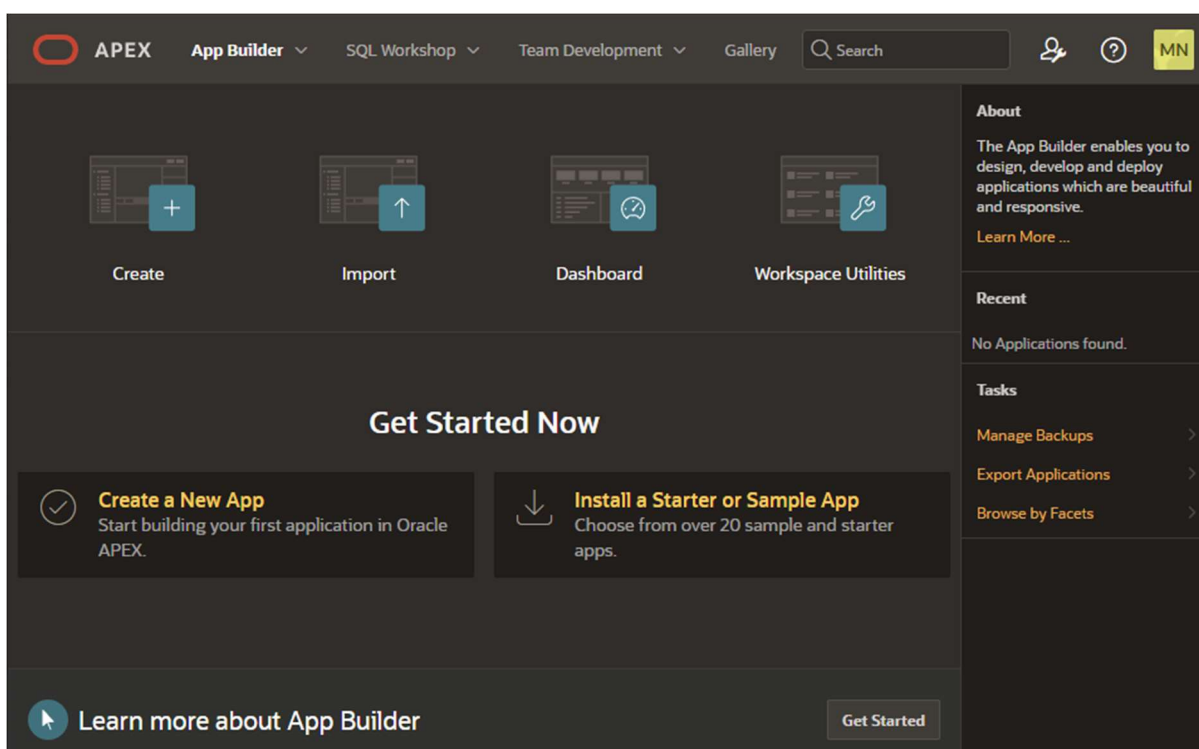 APEX App Builder SQL Workshop Team Development Gallery Search MN
Create Import Dashboard Workspace Utilities
Get Started Now
Create a New App
Start building your first application in Oracle
APEX.
Install a Starter or Sample App
Choose from over 20 sample and starter
apps.
Learn more about App Builder
Get Started
About
The App Builder enables you to
design, develop and deploy
applications which are beautiful
and responsive.
Learn More ...
Recent
No Applications found.
Tasks
Manage Backups
Export Applications
Browse by Facets